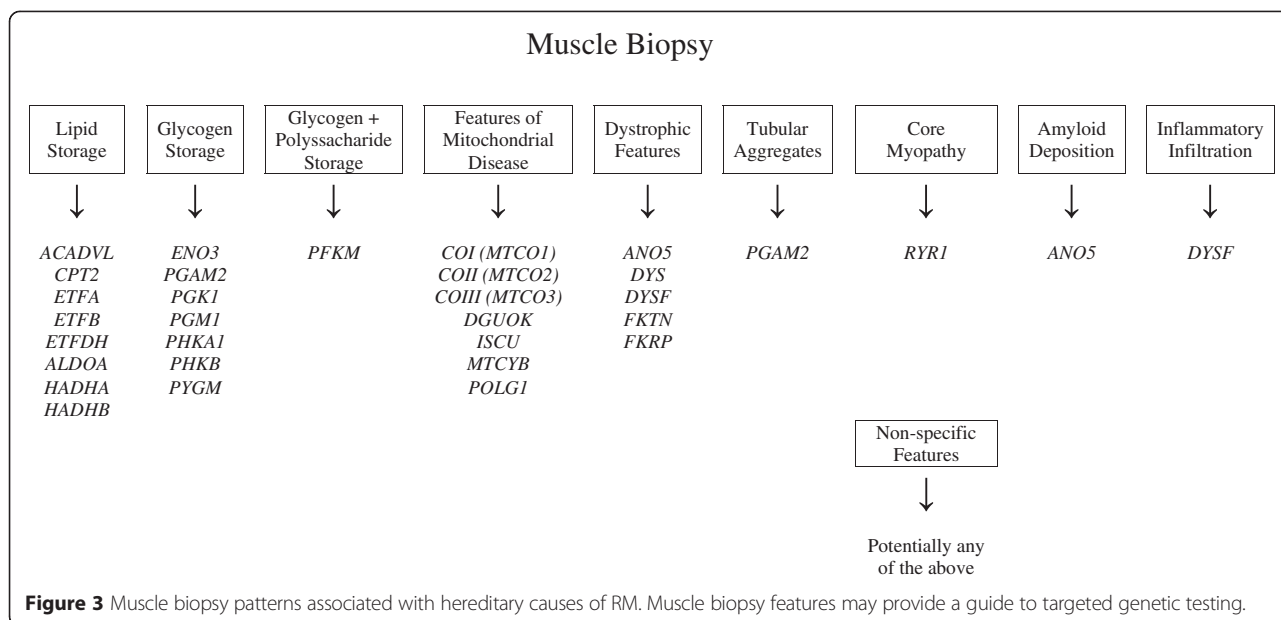 Muscle Biopsy
Lipid
Storage
Glycogen
Storage
Glycogen +
Polyssacharide
Storage
Features of
Mitochondrial
Disease
Dystrophic
Features
Tubular
Aggregates
Core
Myopathy
Amyloid
Deposition
Inflammatory
Infiltration
ACADVL
CPT2
ETFA
ETFB
ETFDH
ALDOA
HADHA
HADHB
ENO3
PGAM2
PGK1
PGM1
PHKA1
PHKB
PYGM
PFKM
COI (MTCO1)
COII (MTCO2)
COIII (MTCO3)
DGUOK
ISCU
MTCYB
POLG1
ANO5
DYS
DYSF
FKTN
FKRP
PGAM2
RYR1
ANO5
DYSF
Non-specific
Features
Potentially any
of the above
Figure 3 Muscle biopsy patterns associated with hereditary causes of RM. Muscle biopsy features may provide a guide to targeted genetic testing.